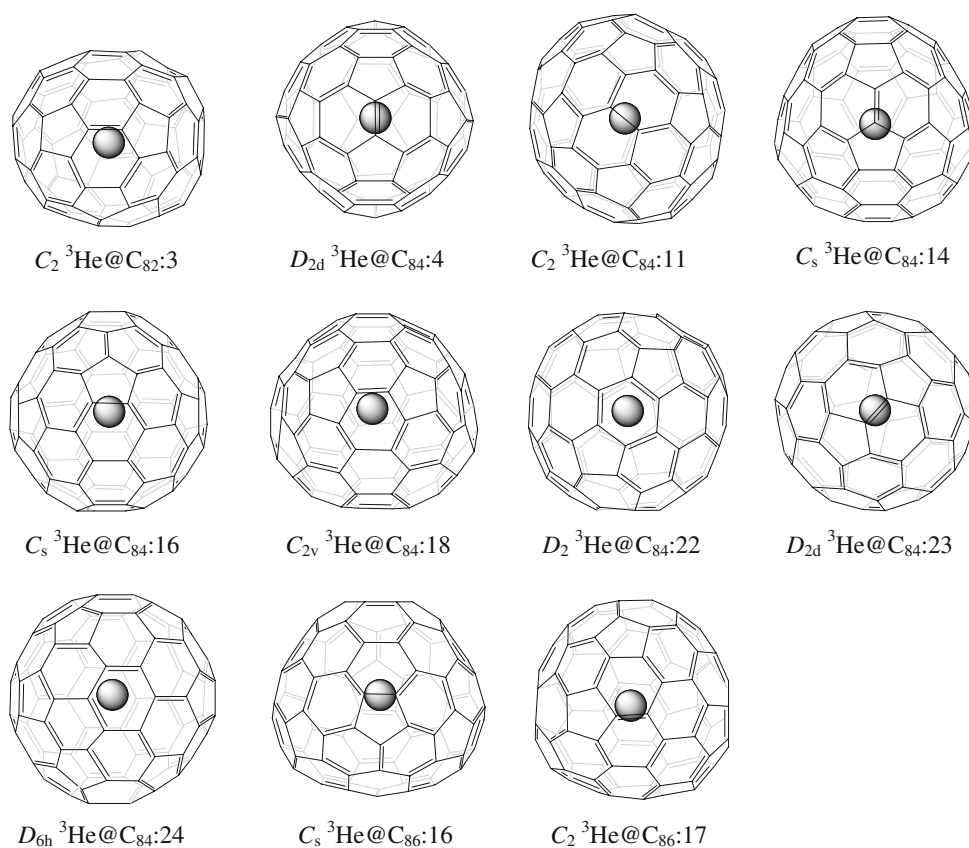 C₂ ³He@C₈₂:3
D₂d ³He@C₈₄:4
C₂ ³He@C₈₄:11
Cₛ ³He@C₈₄:14
Cₛ ³He@C₈₄:16
C₂ᵥ ³He@C₈₄:18
D₂ ³He@C₈₄:22
D₂d ³He@C₈₄:23
D₆ₕ ³He@C₈₄:24
Cₛ ³He@C₈₆:16
C₂ ³He@C₈₆:17